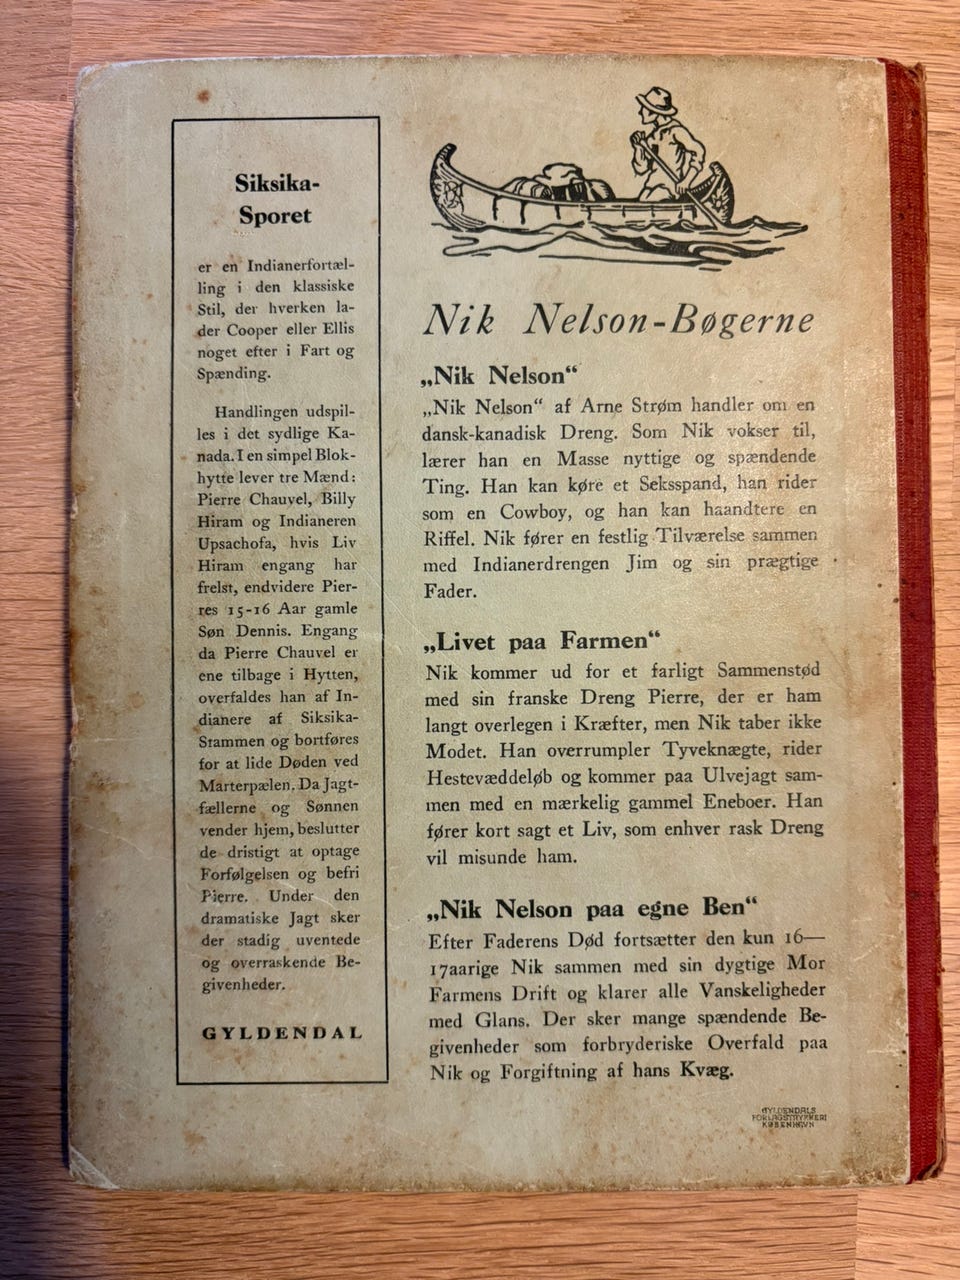 Siksika-
Sporet
er en Indianerfortæl-
ling i den klassiske
Stil, der hverken la-
der Cooper eller Ellis
noget efter i Fart og
Spænding.
Handlingen udspil-
les i det sydlige Ka-
nada. I en simpel Blok-
hytte lever tre Mænd:
Pierre Chauvel, Billy
Hiram og Indianeren
Upsachofa, hvis Liv
Hiram engang har
frelst, endvidere Pier-
res 15-16 Aar gamle
Søn Dennis. Engang
da Pierre Chauvel er
ene tilbage i Hytten,
overfaldes han af In-
dianere af Siksika-
Stammen og bortføres
for at lide Døden ved
Marterpælen. Da Jagt-
fællerne og Sønnen
vender hjem, beslutter
de dristigt at optage
Forfølgelsen og befri
Pierre. Under den
dramatiske Jagt sker
der stadig uventede
og overraskende Be-
givenheder.
GYLDENDAL
Nik Nelson-Bøgerne
„Nik Nelson“
„Nik Nelson“ af Arne Strøm handler om en
dansk-kanadisk Dreng. Som Nik vokser til,
lærer han en Masse nyttige og spændende
Ting. Han kan køre et Seksspand, han rider
som en Cowboy, og han kan haandtere en
Riffel. Nik fører en festlig Tilværelse sammen
med Indianerdrengen Jim og sin prægtige
Fader.
„Livet paa Farmen“
Nik kommer ud for et farligt Sammenstød
med sin franske Dreng Pierre, der er ham
langt overlegen i Kræfter, men Nik taber ikke
Modet. Han overrumpler Tyveknægte, rider
Hestevæddeløb og kommer paa Ulvejagt sam-
men med en mærkelig gammel Eneboer. Han
fører kort sagt et Liv, som enhver rask Dreng
vil misunde ham.
„Nik Nelson paa egne Ben“
Efter Faderens Død fortsætter den kun 16—
17aarige Nik sammen med sin dygtige Mor
Farmens Drift og klarer alle Vanskeligheder
med Glans. Der sker mange spændende Be-
givenheder som forbryderiske Overfald paa
Nik og Forgiftning af hans Kvæg.
GYLDENDALS
FORLAGSTRYKKERI
KØBENHAVN